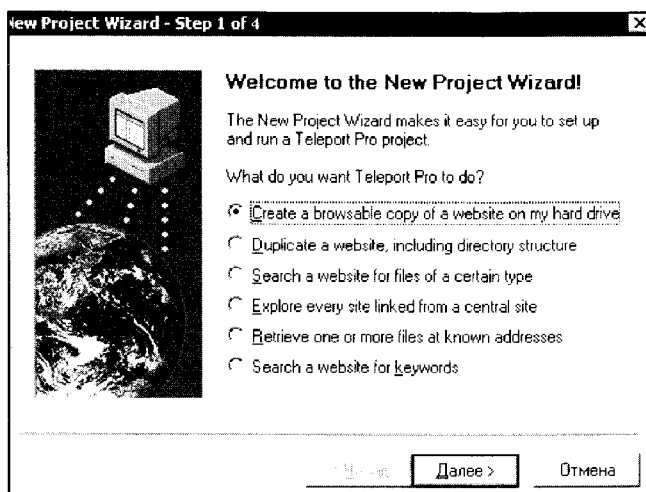 New Project Wizard - Step 1 of 4
Welcome to the New Project Wizard!
The New Project Wizard makes it easy for you to set up
and run a Teleport Pro project.
What do you want Teleport Pro to do?
Create a browsable copy of a website on my hard drive
Duplicate a website, including directory structure
Search a website for files of a certain type
Explore every site linked from a central site
Retrieve one or more files at known addresses
Search a website for keywords
Далее >
Отмена